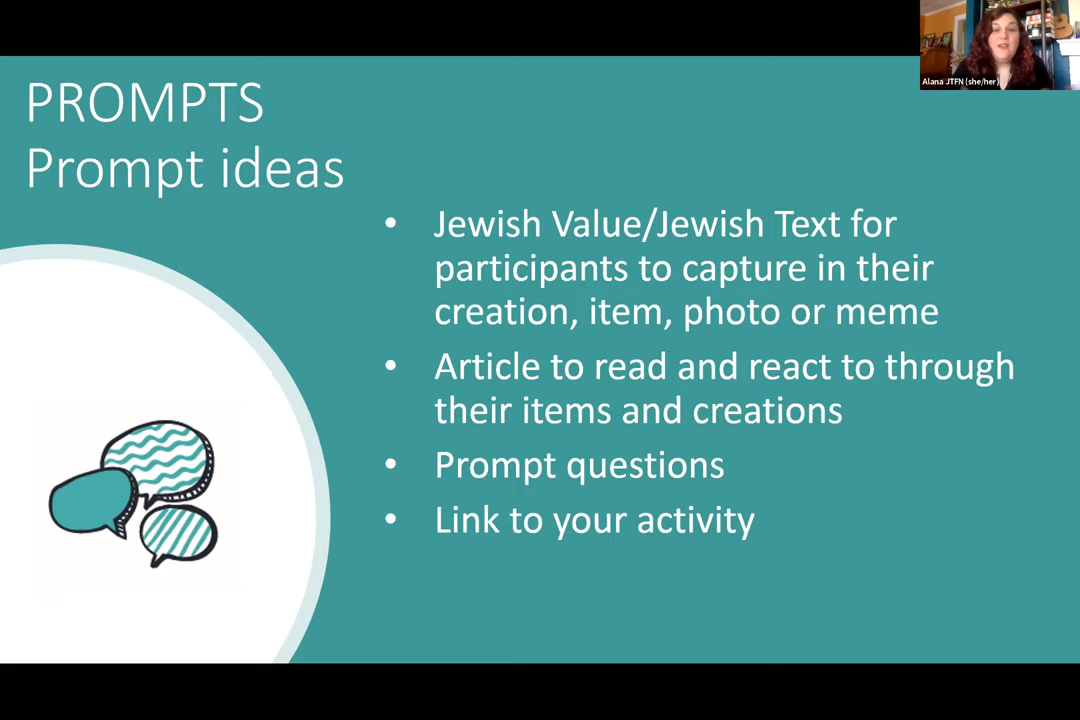 PROMPTS
Prompt ideas
• Jewish Value/Jewish Text for
participants to capture in their
creation, item, photo or meme
• Article to read and react to through
their items and creations
• Prompt questions
• Link to your activity
Alana JTFN (she/her)